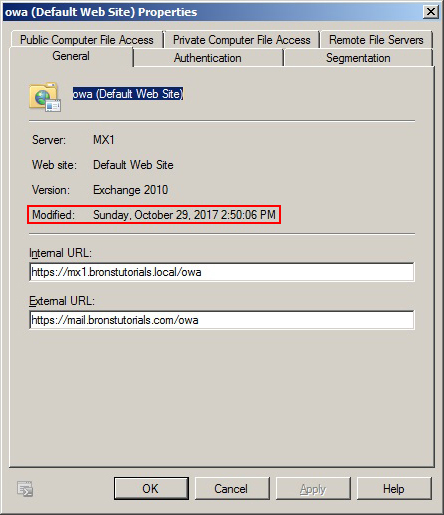 owa (Default Web Site) Properties
Public Computer File Access Private Computer File Access Remote File Servers
General Authentication Segmentation
owa (Default Web Site)
Server: MX1
Web site: Default Web Site
Version: Exchange 2010
Modified: Sunday, October 29, 2017 2:50:06 PM
Internal URL:
https://mx1.bronstutorials.local/owa
External URL:
https://mail.bronstutorials.com/owa
OK Cancel Apply Help